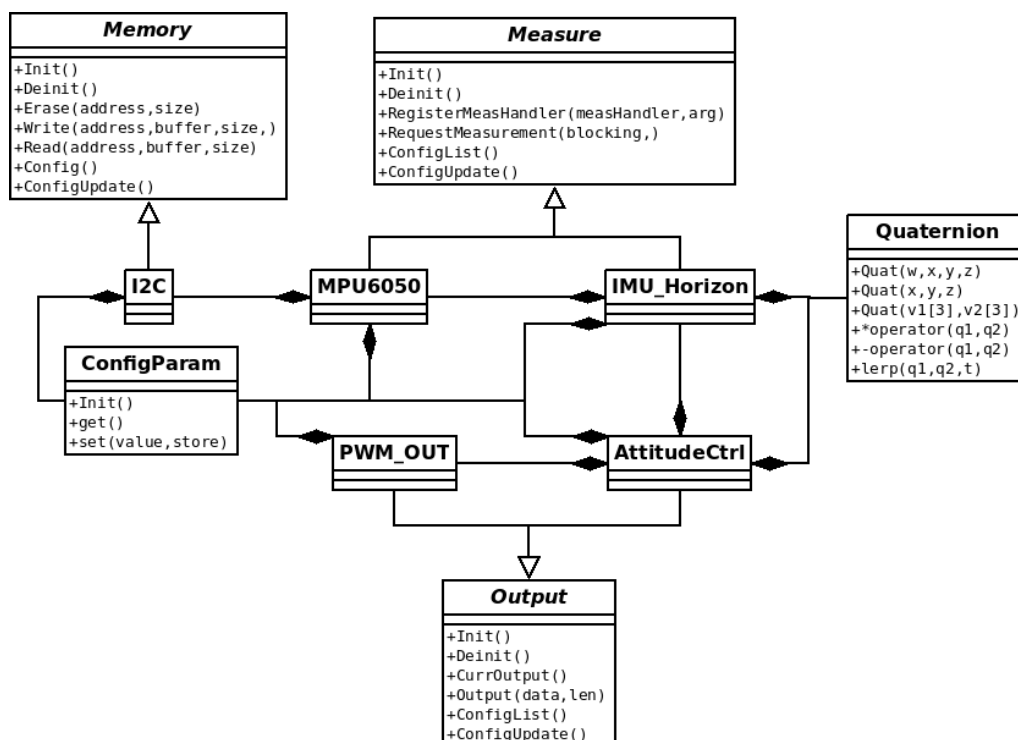 Memory
+Init()
+Deinit()
+Erase(address,size)
+Write(address,buffer,size,)
+Read(address,buffer,size)
+Config()
+ConfigUpdate()
Measure
+Init()
+Deinit()
+RegisterMeasHandler(measHandler,arg)
+RequestMeasurement(blocking,)
+ConfigList()
+ConfigUpdate()
Quaternion
+Quat(w,x,y,z)
+Quat(x,y,z)
+Quat(v1[3],v2[3])
+*operator(q1,q2)
+-operator(q1,q2)
+lerp(q1,q2,t)
I2C
MPU6050
IMU_Horizon
ConfigParam
+Init()
+get()
+set(value,store)
PWM_OUT
AttitudeCtrl
Output
+Init()
+Deinit()
+CurrOutput()
+Output(data,len)
+ConfigList()
+ConfigUpdate()